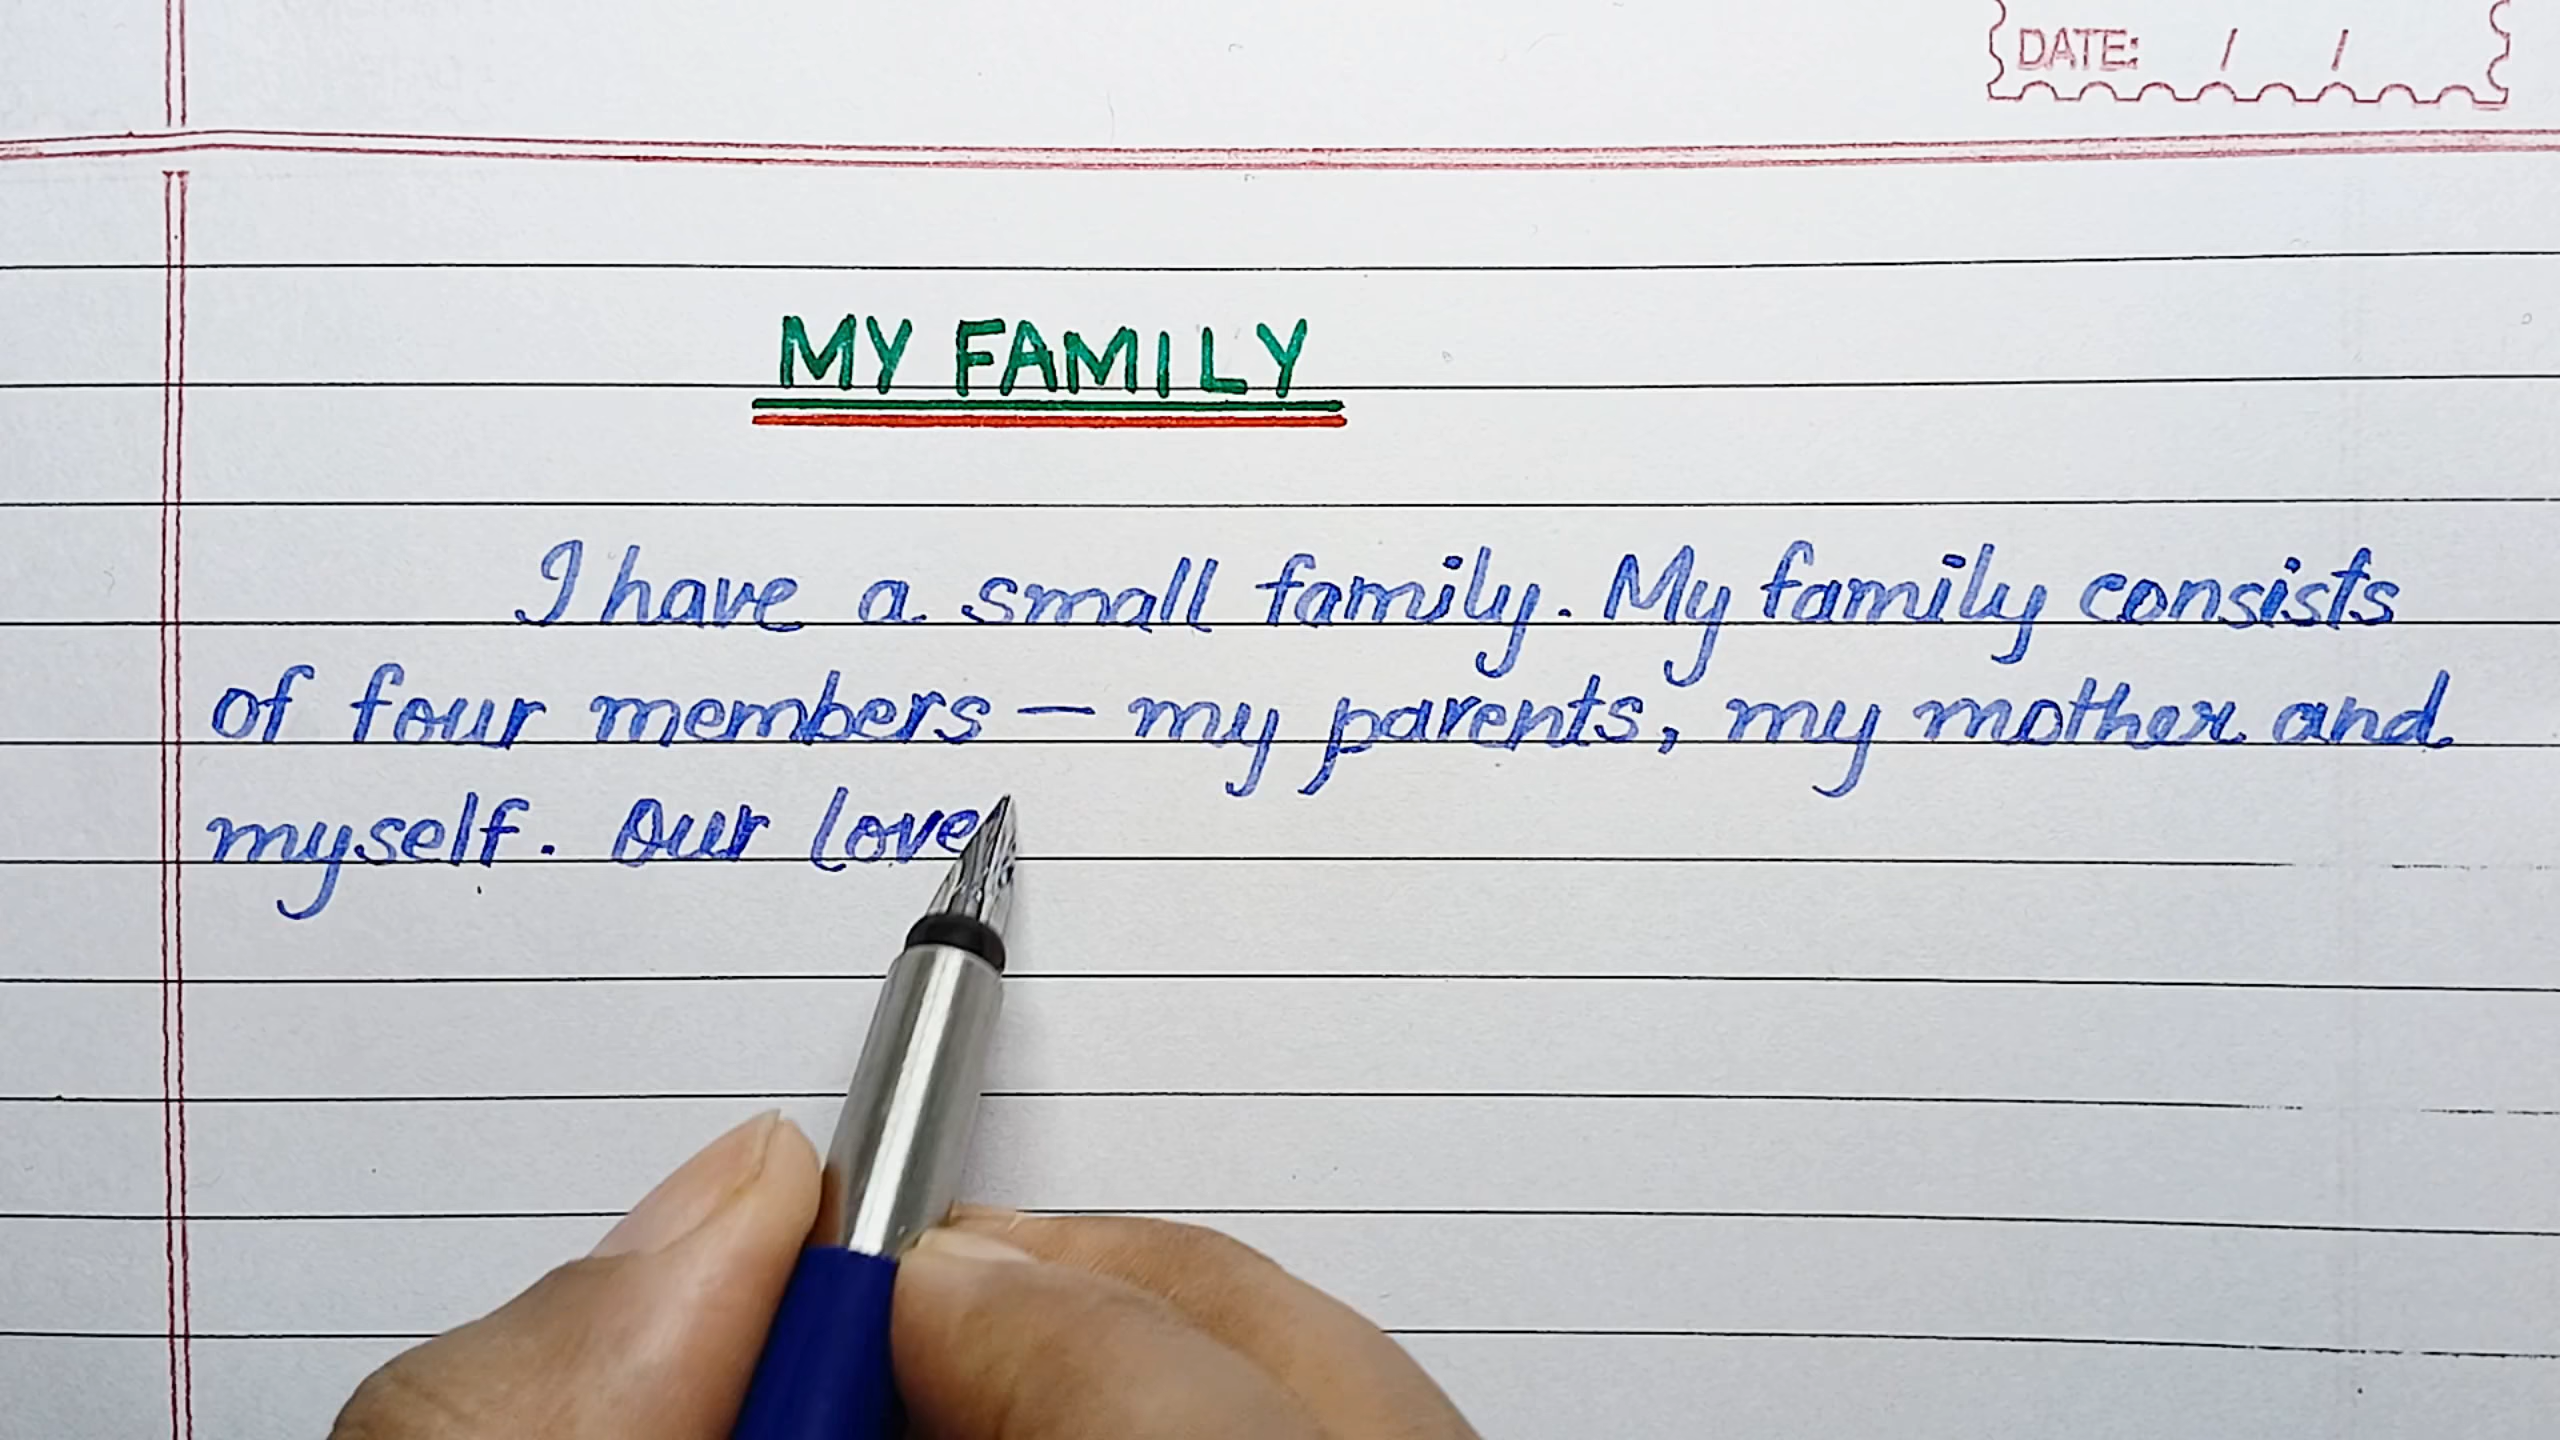 DATE: / /
MY FAMILY
I have a small family. My family consists
of four members – my parents, my mother and
myself. Our love